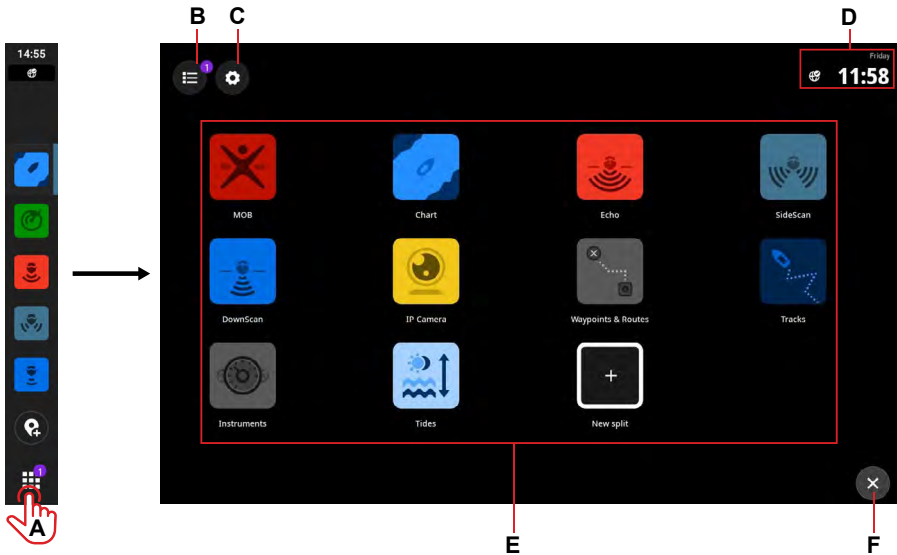 B C D
14:55
1
Friday
11:58
MOB Chart Echo SideScan
DownScan IP Camera Waypoints & Routes Tracks
Instruments Tides New split
1
A
E F